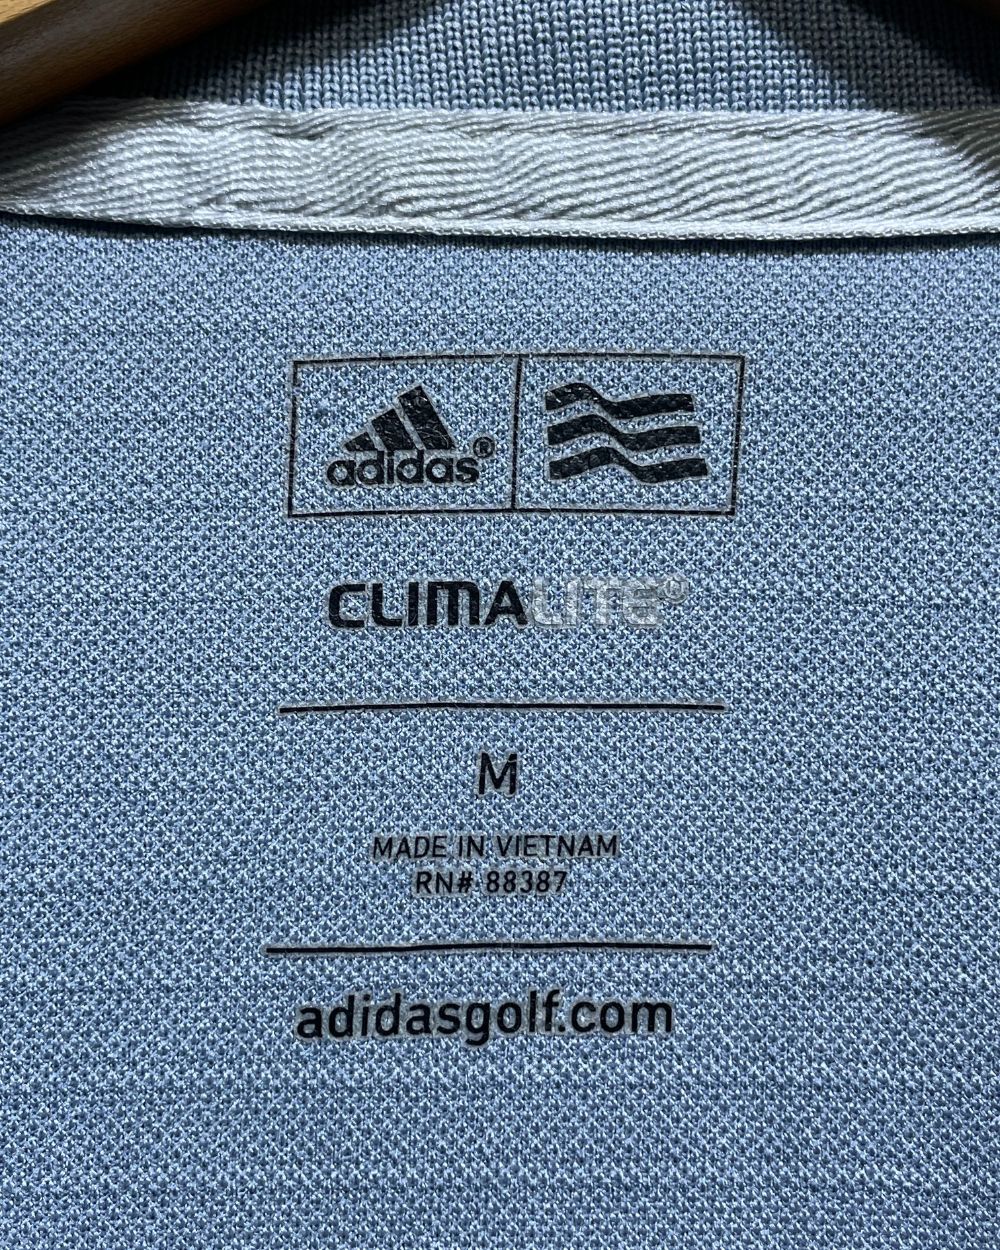 adidas®
CLIMALITE®
M
MADE IN VIETNAM
RN# 88387
adidasgolf.com